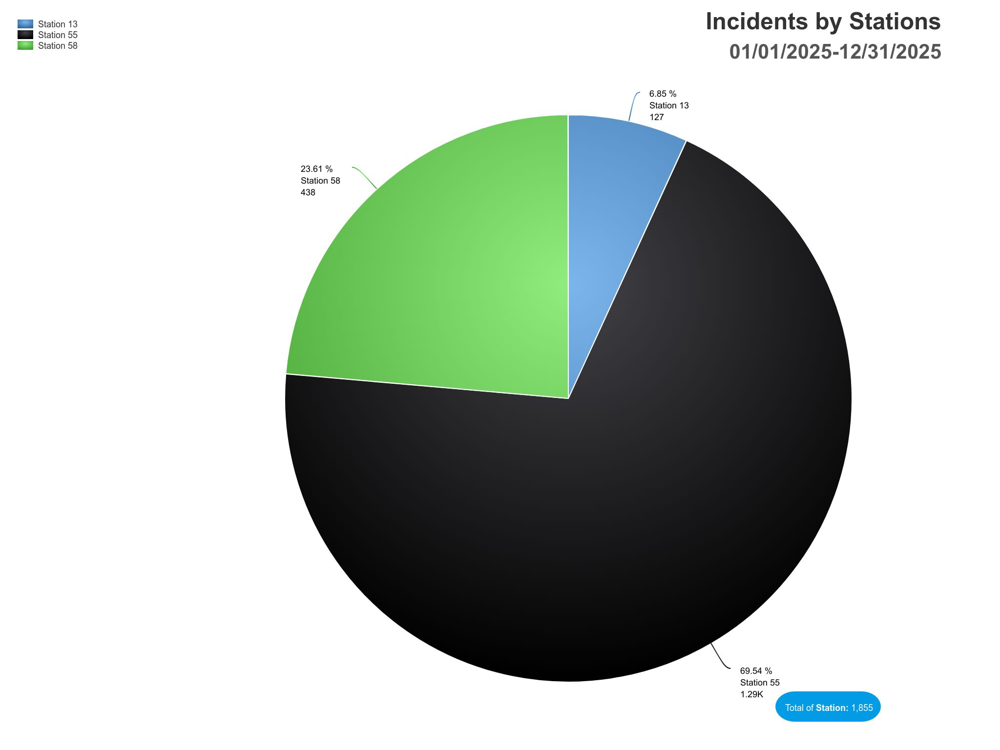 Station 13
Station 55
Station 58
Incidents by Stations
01/01/2025-12/31/2025
6.85 %
Station 13
127
23.61 %
Station 58
438
69.54 %
Station 55
1.29K
Total of Station: 1,855